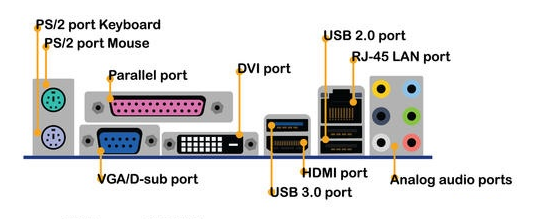 PS/2 port Keyboard
PS/2 port Mouse
Parallel port
DVI port
USB 2.0 port
RJ-45 LAN port
VGA/D-sub port
HDMI port
USB 3.0 port
Analog audio ports